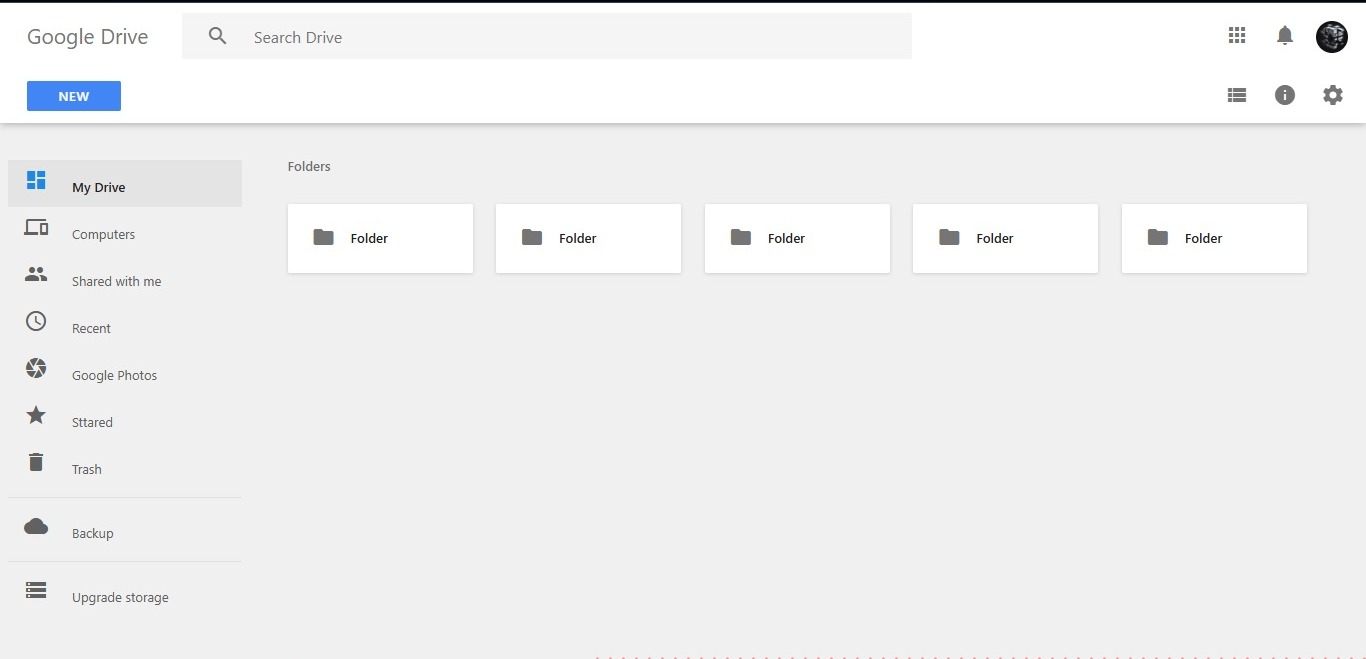 Google Drive
Search Drive
NEW
My Drive
Computers
Shared with me
Recent
Google Photos
Sttared
Trash
Backup
Upgrade storage
Folders
Folder
Folder
Folder
Folder
Folder